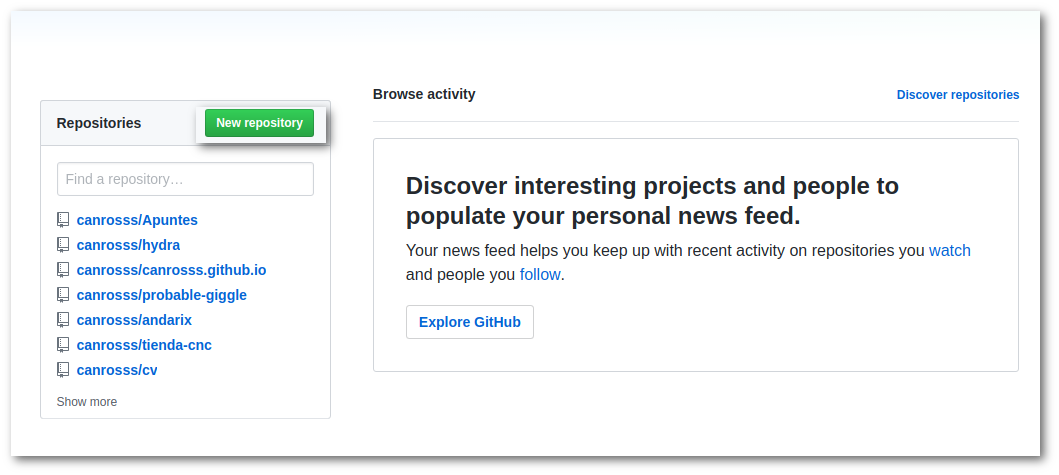 Repositories
New repository
Find a repository…
canrosss/Apuntes
canrosss/hydra
canrosss/canrosss.github.io
canrosss/probable-giggle
canrosss/andarix
canrosss/tienda-cnc
canrosss/cv
Show more
Browse activity
Discover repositories
Discover interesting projects and people to
populate your personal news feed.
Your news feed helps you keep up with recent activity on repositories you watch
and people you follow.
Explore GitHub